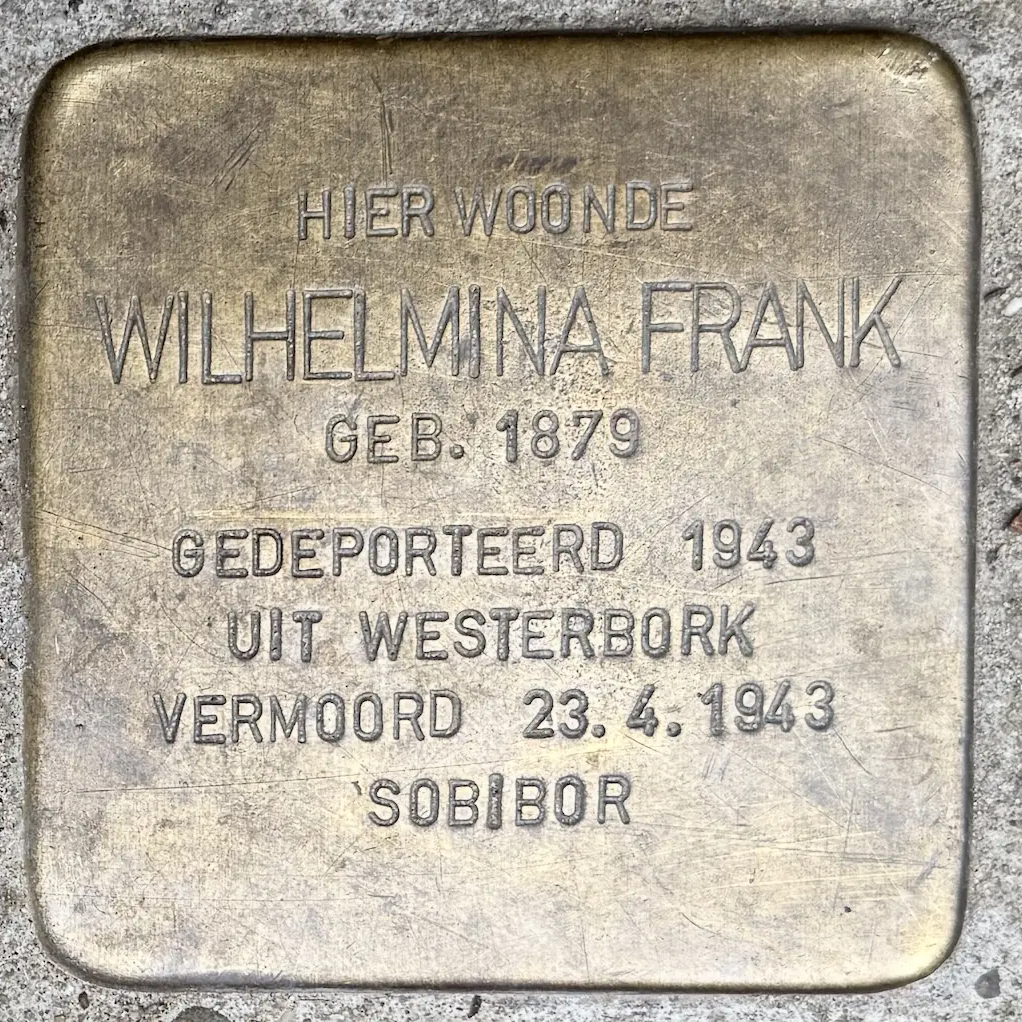 HIER WOONDE
WILHELMINA FRANK
GEB. 1879
GEDEPORTEERD 1943
UIT WESTERBORK
VERMOORD 23.4.1943
SOBIBOR